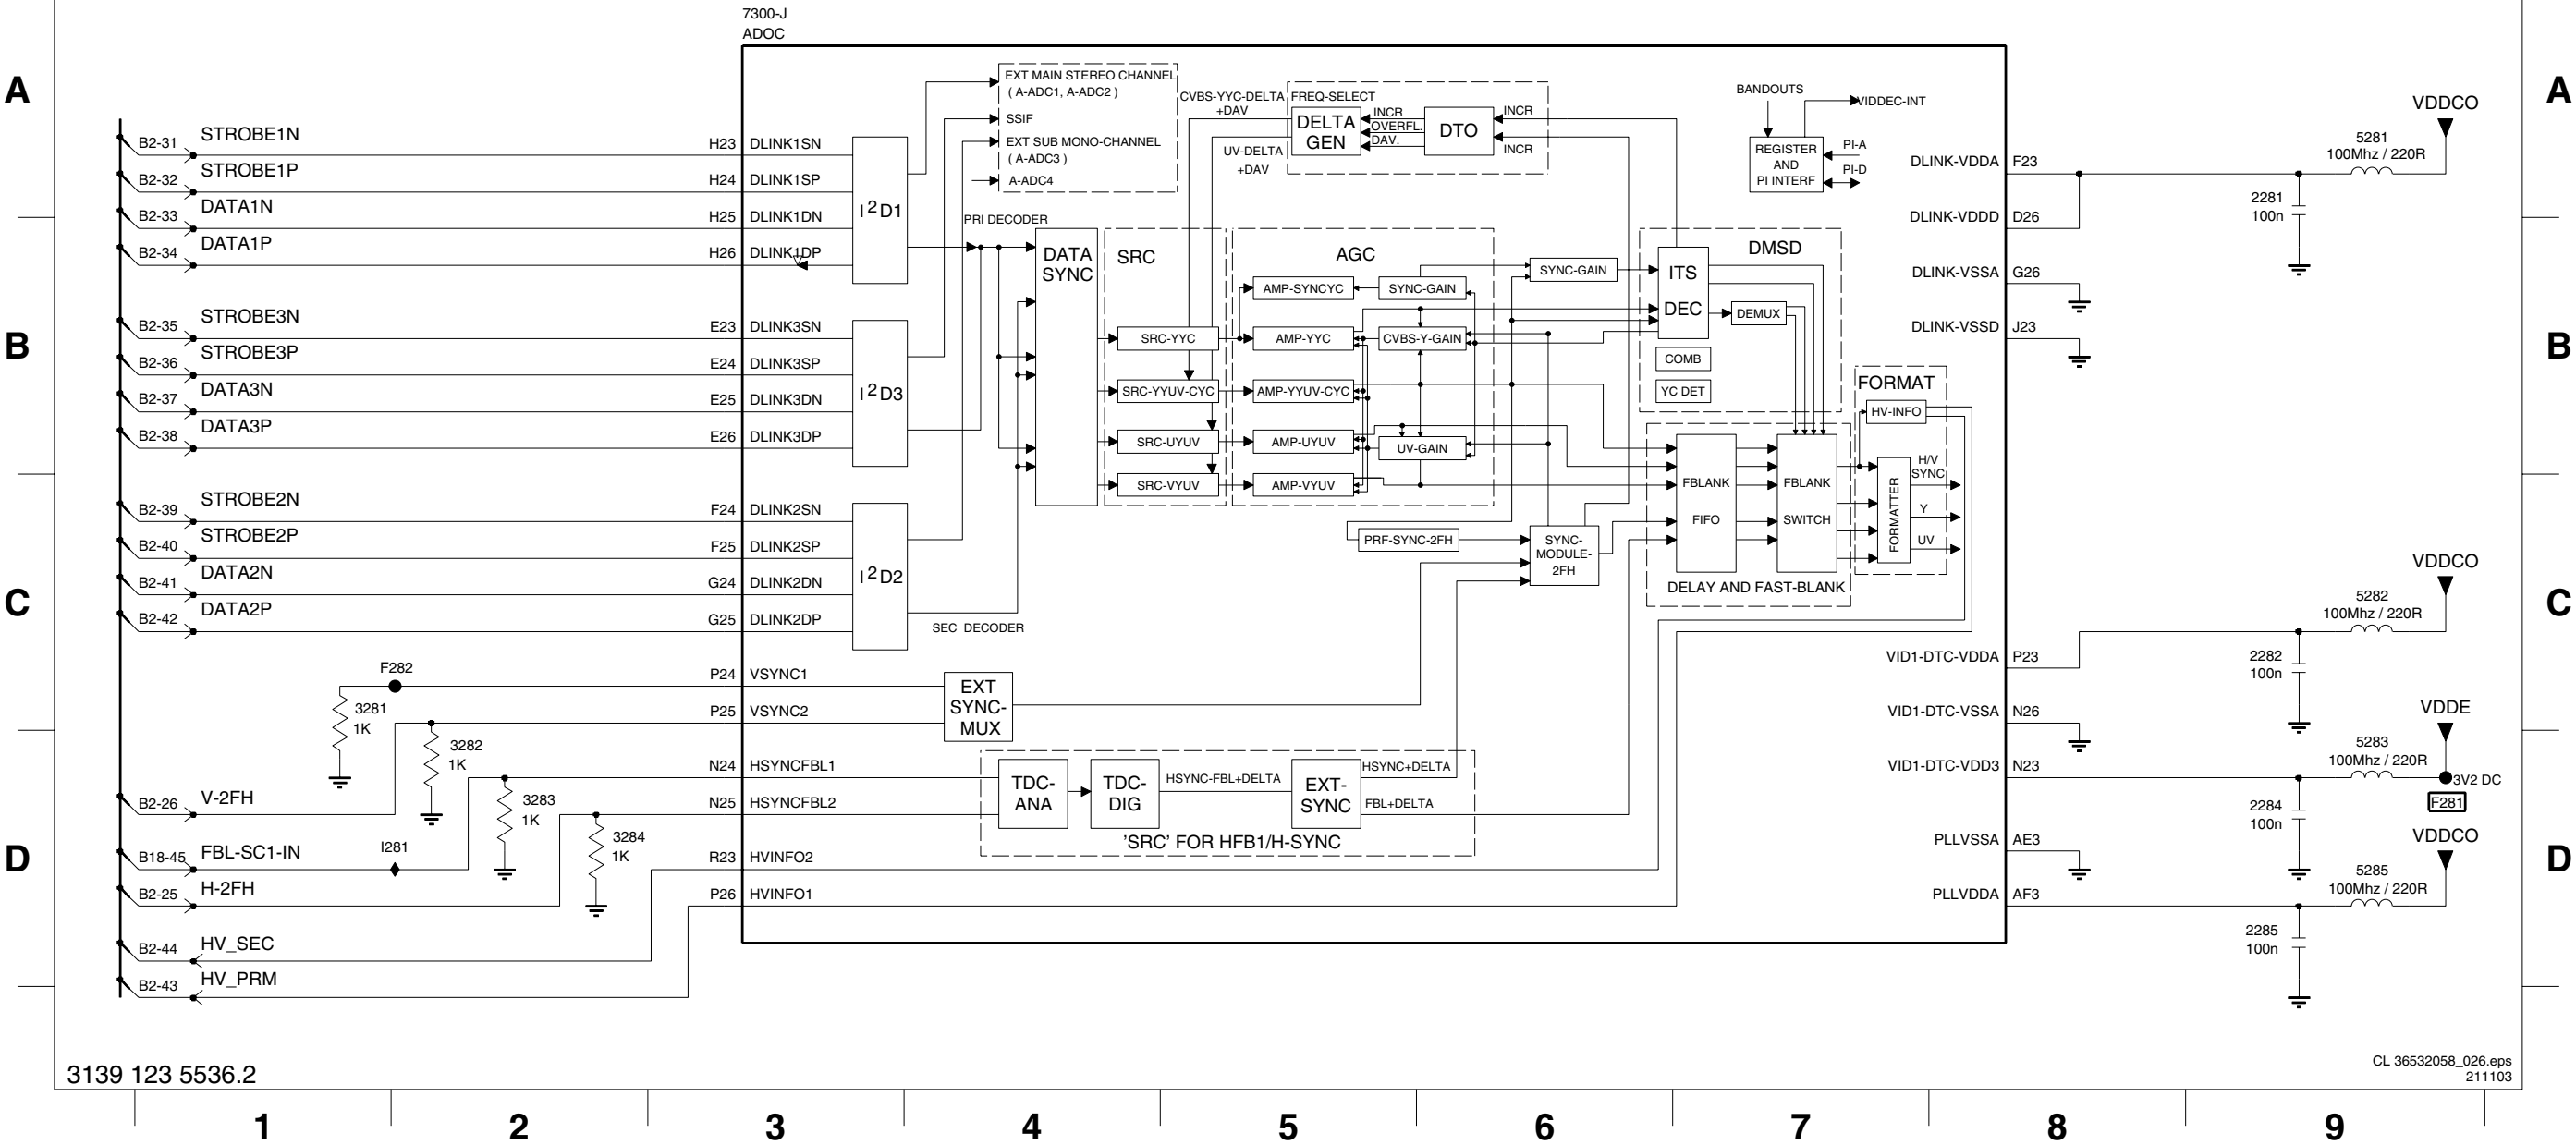 7300-J
ADOC
A
A
EXT MAIN STEREO CHANNEL
( A-ADC1, A-ADC2 )
SSIF
EXT SUB MONO-CHANNEL
( A-ADC3 )
A-ADC4
CVBS-YYC-DELTA
+DAV
UV-DELTA
+DAV
FREQ-SELECT
DELTA
GEN
INCR
OVERFL.
DAV.
DTO
INCR
INCR
BANDOUTS
VIDDEC-INT
REGISTER
AND
PI INTERF
PI-A
PI-D
VDDCO
5281
100Mhz / 220R
2281
100n
B2-31 STROBE1N
B2-32 STROBE1P
B2-33 DATA1N
B2-34 DATA1P
H23 DLINK1SN
H24 DLINK1SP
H25 DLINK1DN
H26 DLINK1DP
I2D1
DLINK-VDDA F23
DLINK-VDDD D26
DLINK-VSSA G26
DLINK-VSSD J23
B
B
B2-35 STROBE3N
B2-36 STROBE3P
B2-37 DATA3N
B2-38 DATA3P
E23 DLINK3SN
E24 DLINK3SP
E25 DLINK3DN
E26 DLINK3DP
I2D3
PRI DECODER
DATA
SYNC
SRC
SRC-YYC
SRC-YYUV-CYC
SRC-UYUV
SRC-VYUV
AGC
AMP-SYNCYC
AMP-YYC
AMP-YYUV-CYC
AMP-UYUV
AMP-VYUV
SYNC-GAIN
CVBS-Y-GAIN
UV-GAIN
SYNC-GAIN
DMSD
ITS
DEC
DEMUX
COMB
YC DET
FORMAT
HV-INFO
H/V
SYNC
Y
UV
FORMATTER
FBLANK
FIFO
FBLANK
SWITCH
DELAY AND FAST-BLANK
PRF-SYNC-2FH
SYNC-
MODULE-
2FH
C
C
B2-39 STROBE2N
B2-40 STROBE2P
B2-41 DATA2N
B2-42 DATA2P
F24 DLINK2SN
F25 DLINK2SP
G24 DLINK2DN
G25 DLINK2DP
I2D2
SEC DECODER
VDDCO
5282
100Mhz / 220R
2282
100n
VID1-DTC-VDDA P23
VID1-DTC-VSSA N26
VID1-DTC-VDD3 N23
F282
3281
1K
3282
1K
3283
1K
3284
1K
P24 VSYNC1
P25 VSYNC2
EXT
SYNC-
MUX
N24 HSYNCFBL1
N25 HSYNCFBL2
TDC-
ANA
TDC-
DIG
HSYNC-FBL+DELTA
EXT-
SYNC
HSYNC+DELTA
FBL+DELTA
'SRC' FOR HFB1/H-SYNC
VDDE
5283
100Mhz / 220R
3V2 DC
F281
2284
100n
D
D
B2-26 V-2FH
B18-45 FBL-SC1-IN
I281
B2-25 H-2FH
B2-44 HV_SEC
B2-43 HV_PRM
R23 HVINFO2
P26 HVINFO1
PLLVSSA AE3
PLLVDDA AF3
VDDCO
5285
100Mhz / 220R
2285
100n
3139 123 5536.2
CL 36532058_026.eps
211103
1 2 3 4 5 6 7 8 9